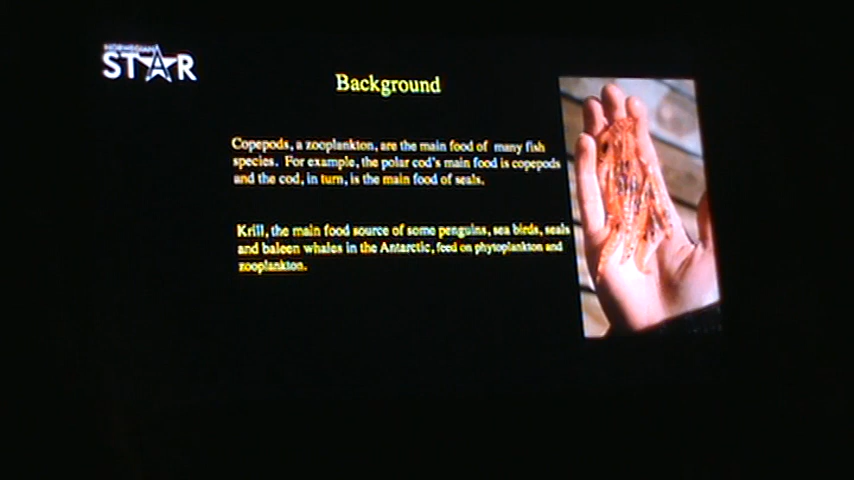 NORWEGIAN
STAR
Background
Copepods, a zooplankton, are the main food of many fish
species. For example, the polar cod's main food is copepods
and the cod, in turn, is the main food of seals.
Krill, the main food source of some penguins, sea birds, seals
and baleen whales in the Antarctic, feed on phytoplankton and
zooplankton.